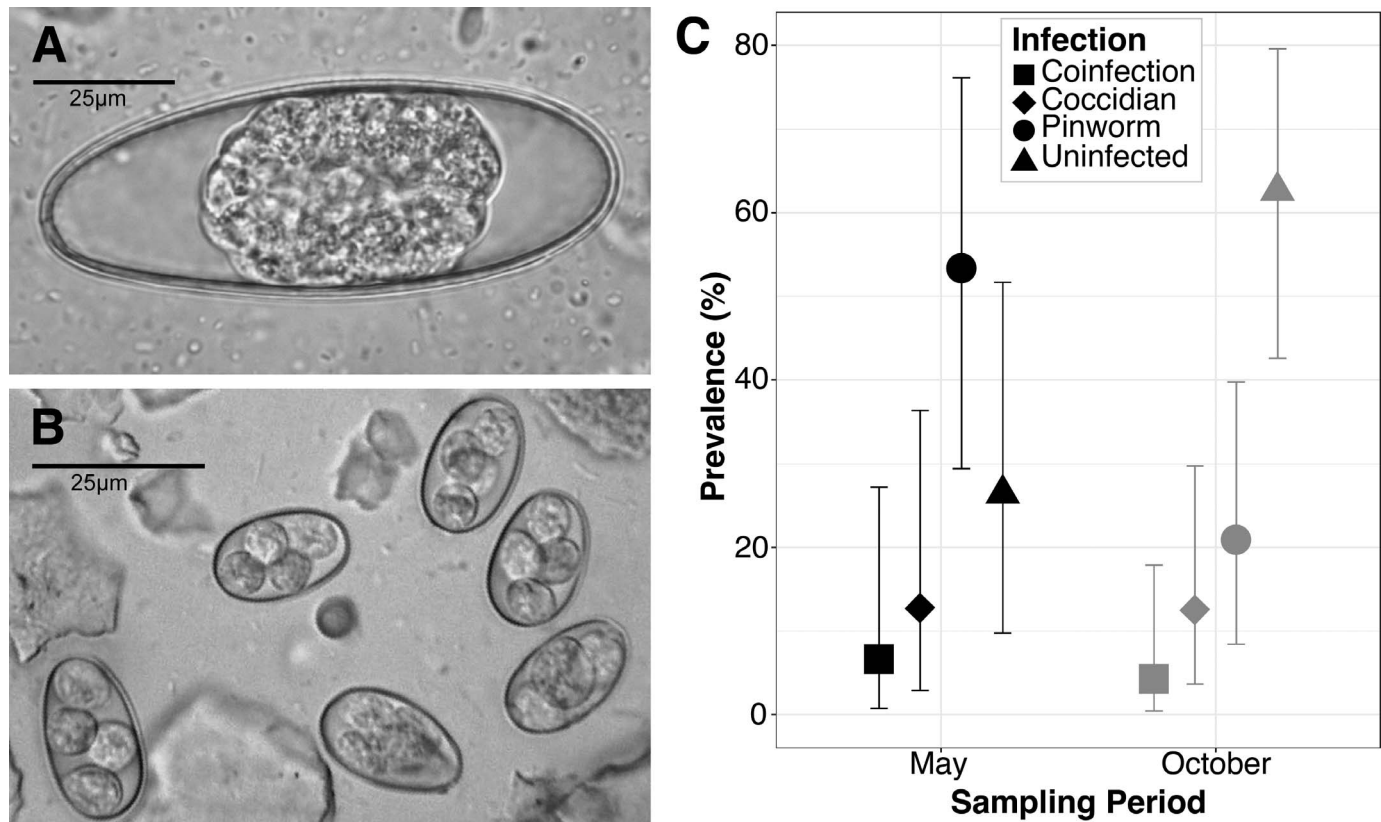 A
25μm
B
25μm
C
Infection
Coinfection
Coccidian
Pinworm
Uninfected
80
60
40
20
0
Prevalence (%)
May
October
Sampling Period